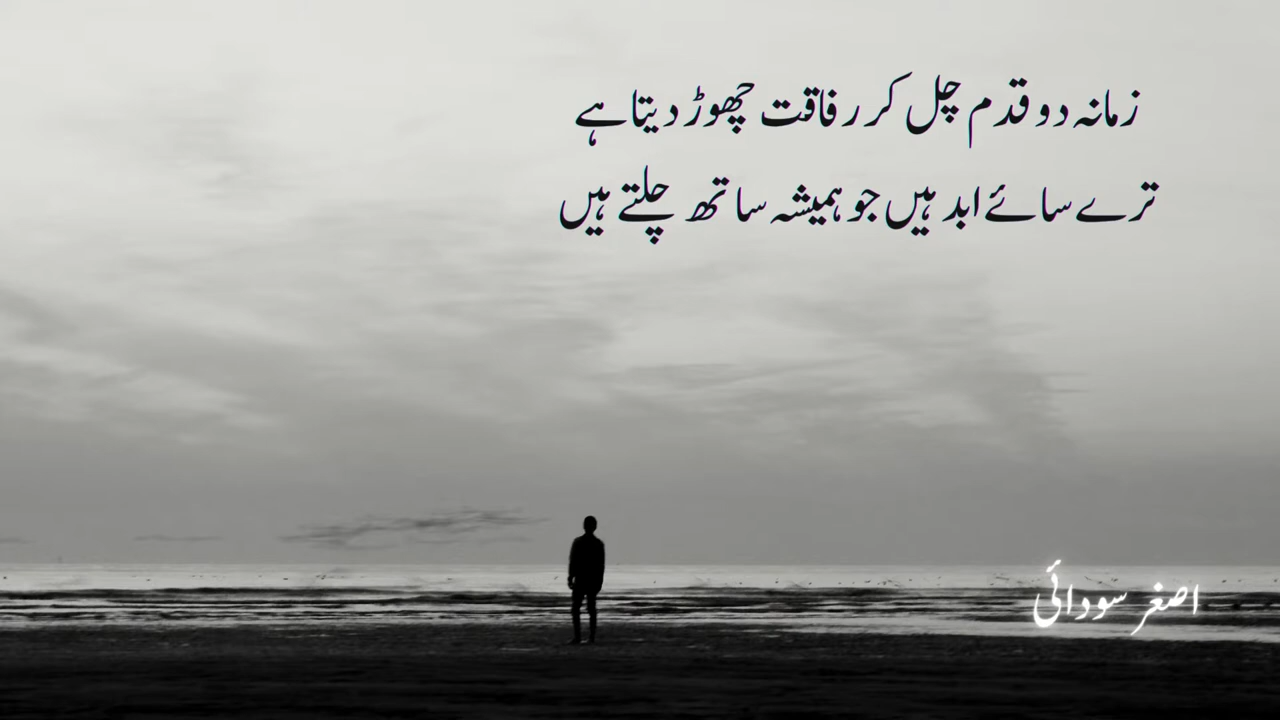 زمانہ دو قدم چل کر رفاقت چھوڑ دیتا ہے
ترے سائے ابد ہیں جو ہمیشہ ساتھ چلتے ہیں
اصغر سودائی